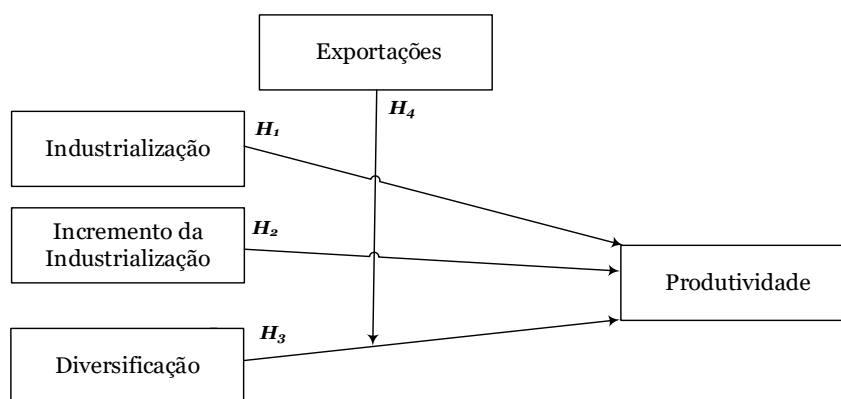 Exportações
H₄
H₁
Industrialização
H₂
Incremento da
Industrialização
Produtividade
H₃
Diversificação